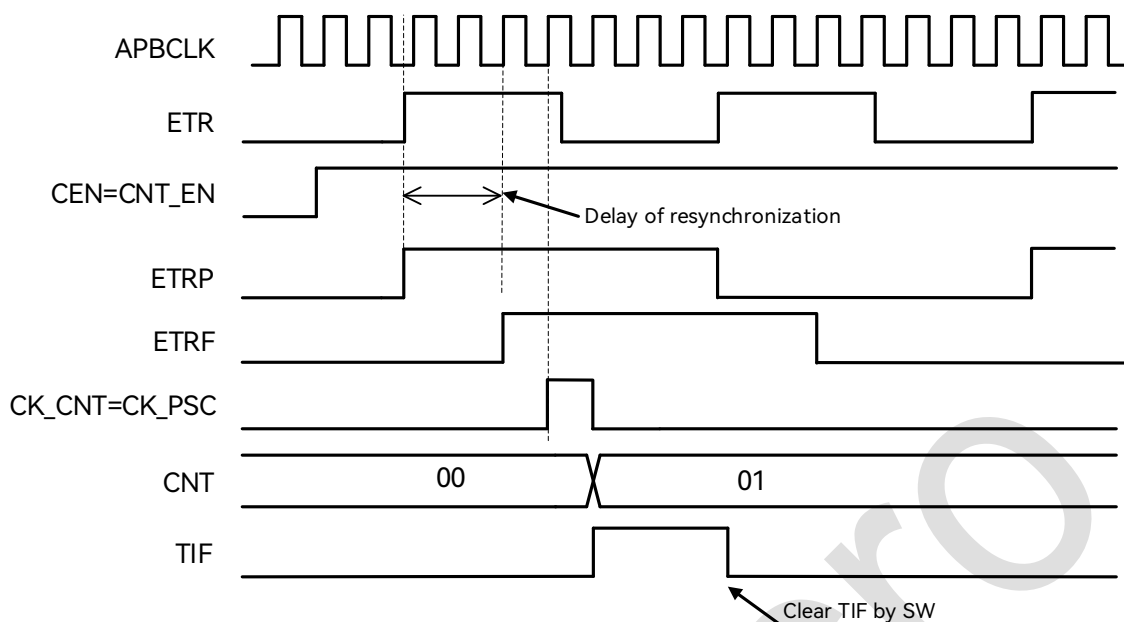 APBCLK
ETR
CEN=CNT_EN
Delay of resynchronization
ETRP
ETRF
CK_CNT=CK_PSC
CNT 00 01
TIF
Clear TIF by SW